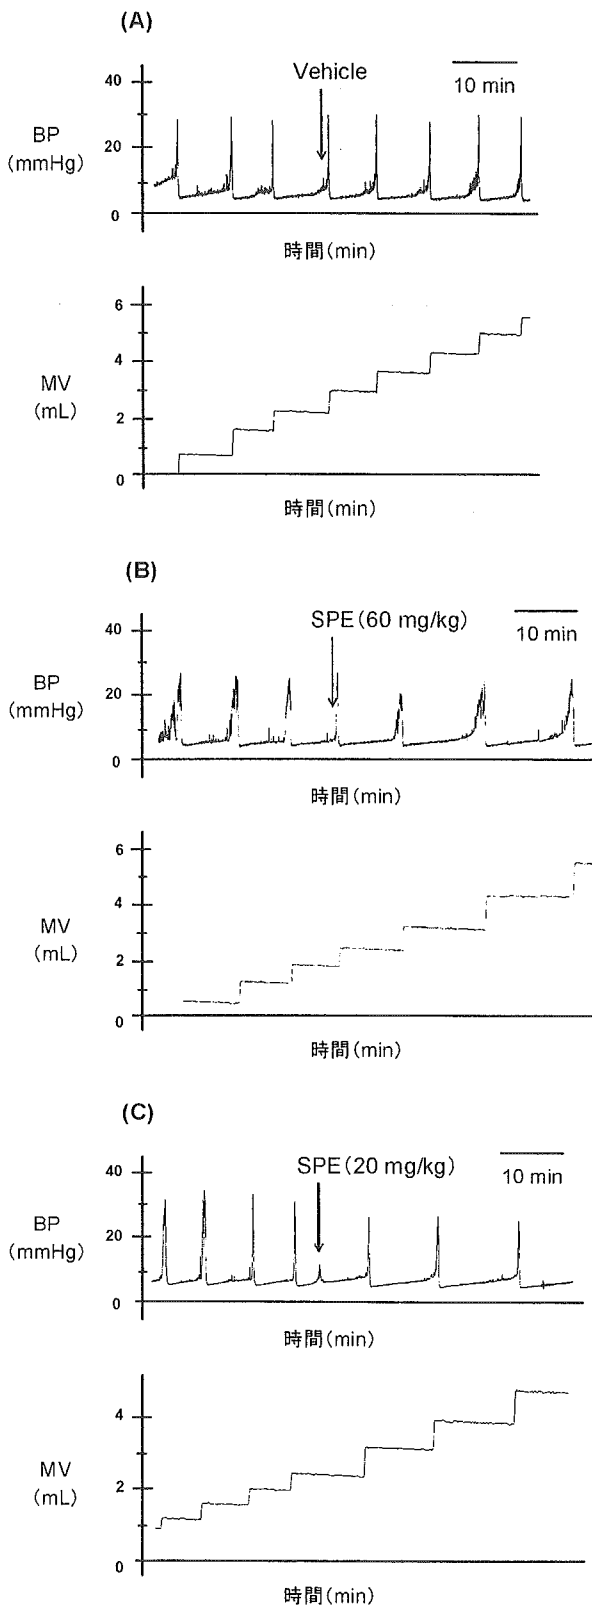 (A)
Vehicle
10 min
40
BP
(mmHg)
20
0
時間(min)
6
MV
(mL)
4
2
0
時間(min)
(B)
SPE(60 mg/kg)
10 min
40
BP
(mmHg)
20
0
時間(min)
6
MV
(mL)
4
2
0
時間(min)
(C)
SPE(20 mg/kg)
10 min
40
BP
(mmHg)
20
0
時間(min)
4
MV
(mL)
2
0
時間(min)